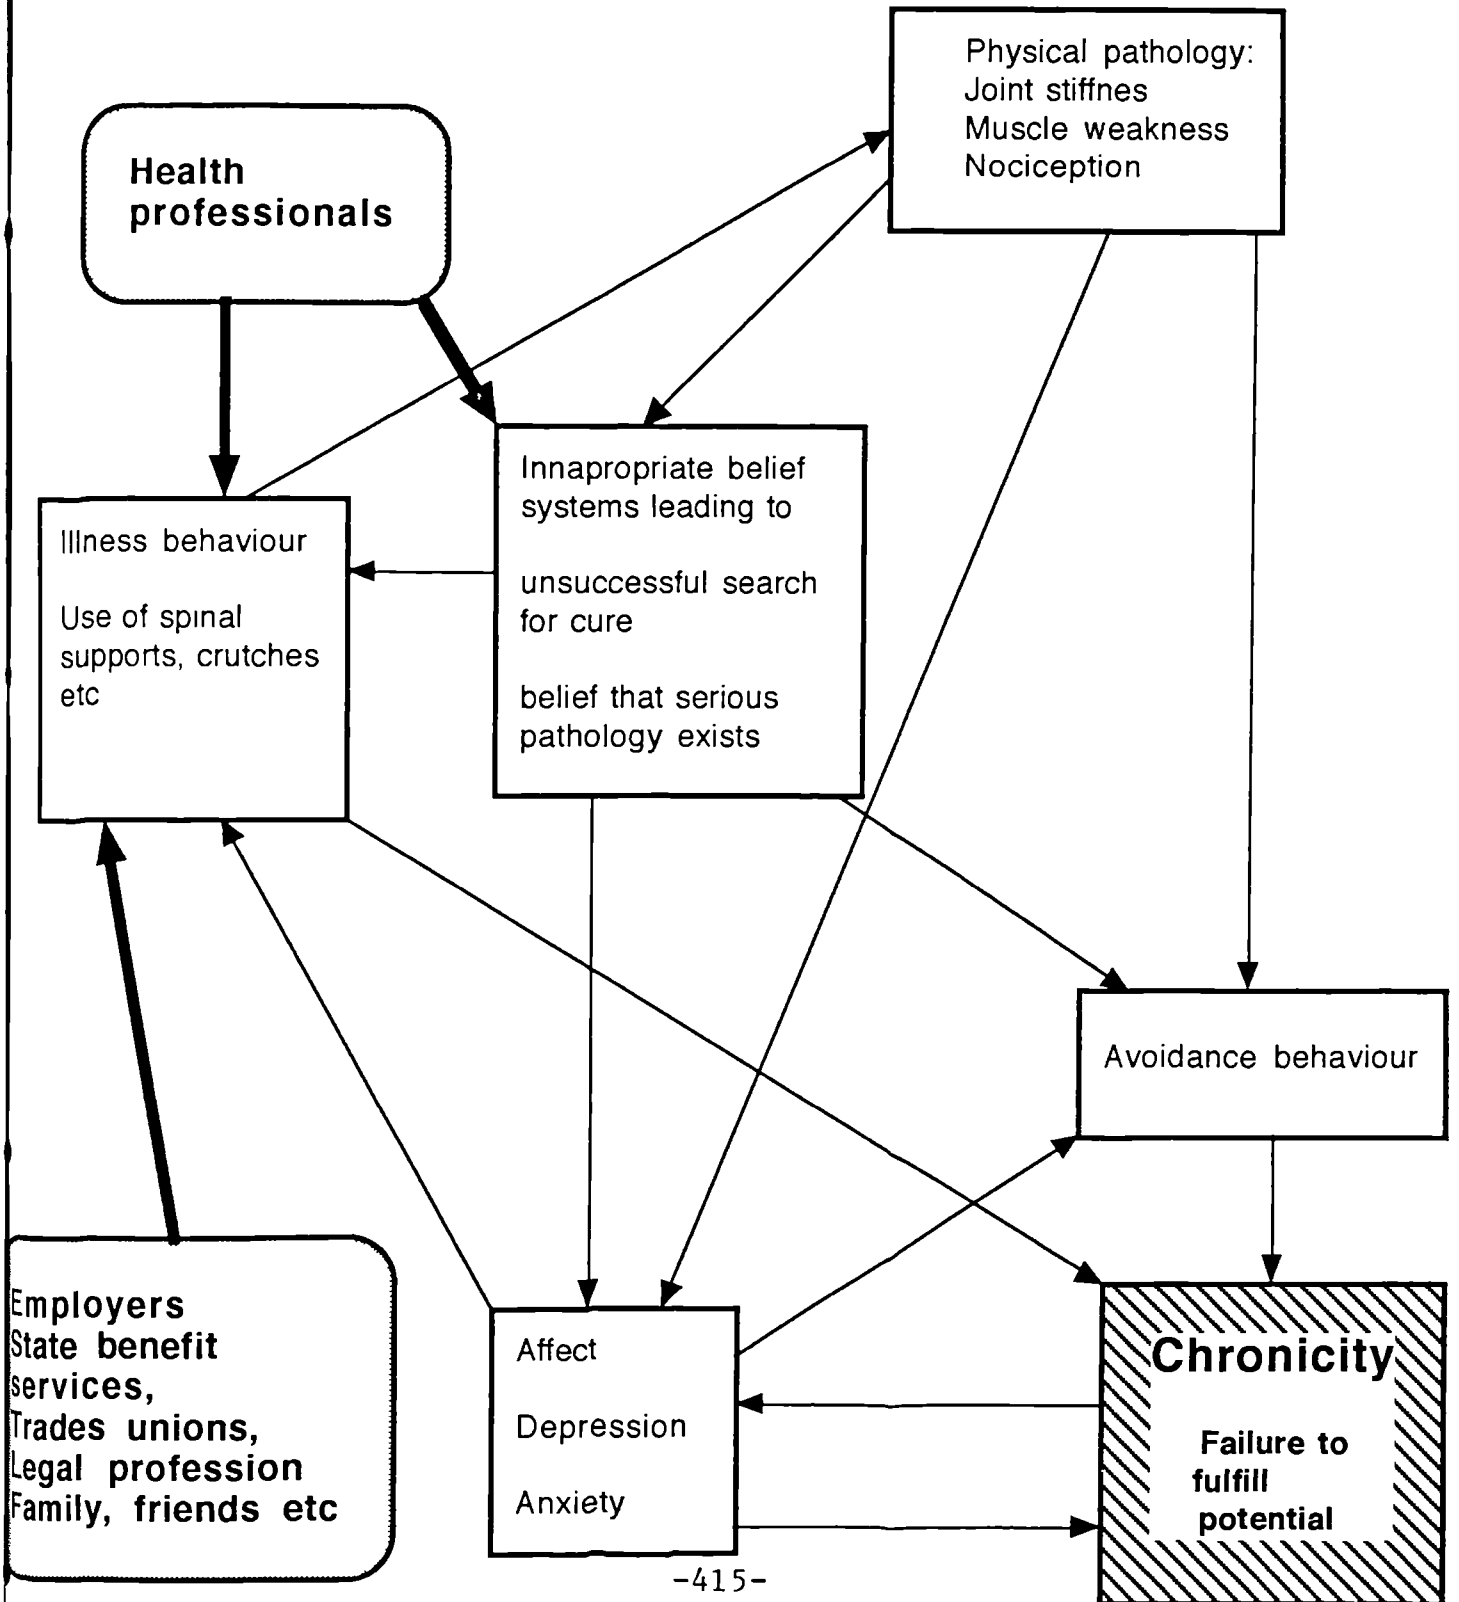 Physical pathology:
Joint stiffnes
Muscle weakness
Nociception
Health
professionals
Innapropriate belief
systems leading to
unsuccessful search
for cure
belief that serious
pathology exists
Illness behaviour
Use of spinal
supports, crutches
etc
Avoidance behaviour
Employers
State benefit
services,
Trades unions,
Legal profession
Family, friends etc
Affect
Depression
Anxiety
Chronicity
Failure to
fulfill
potential
-415-